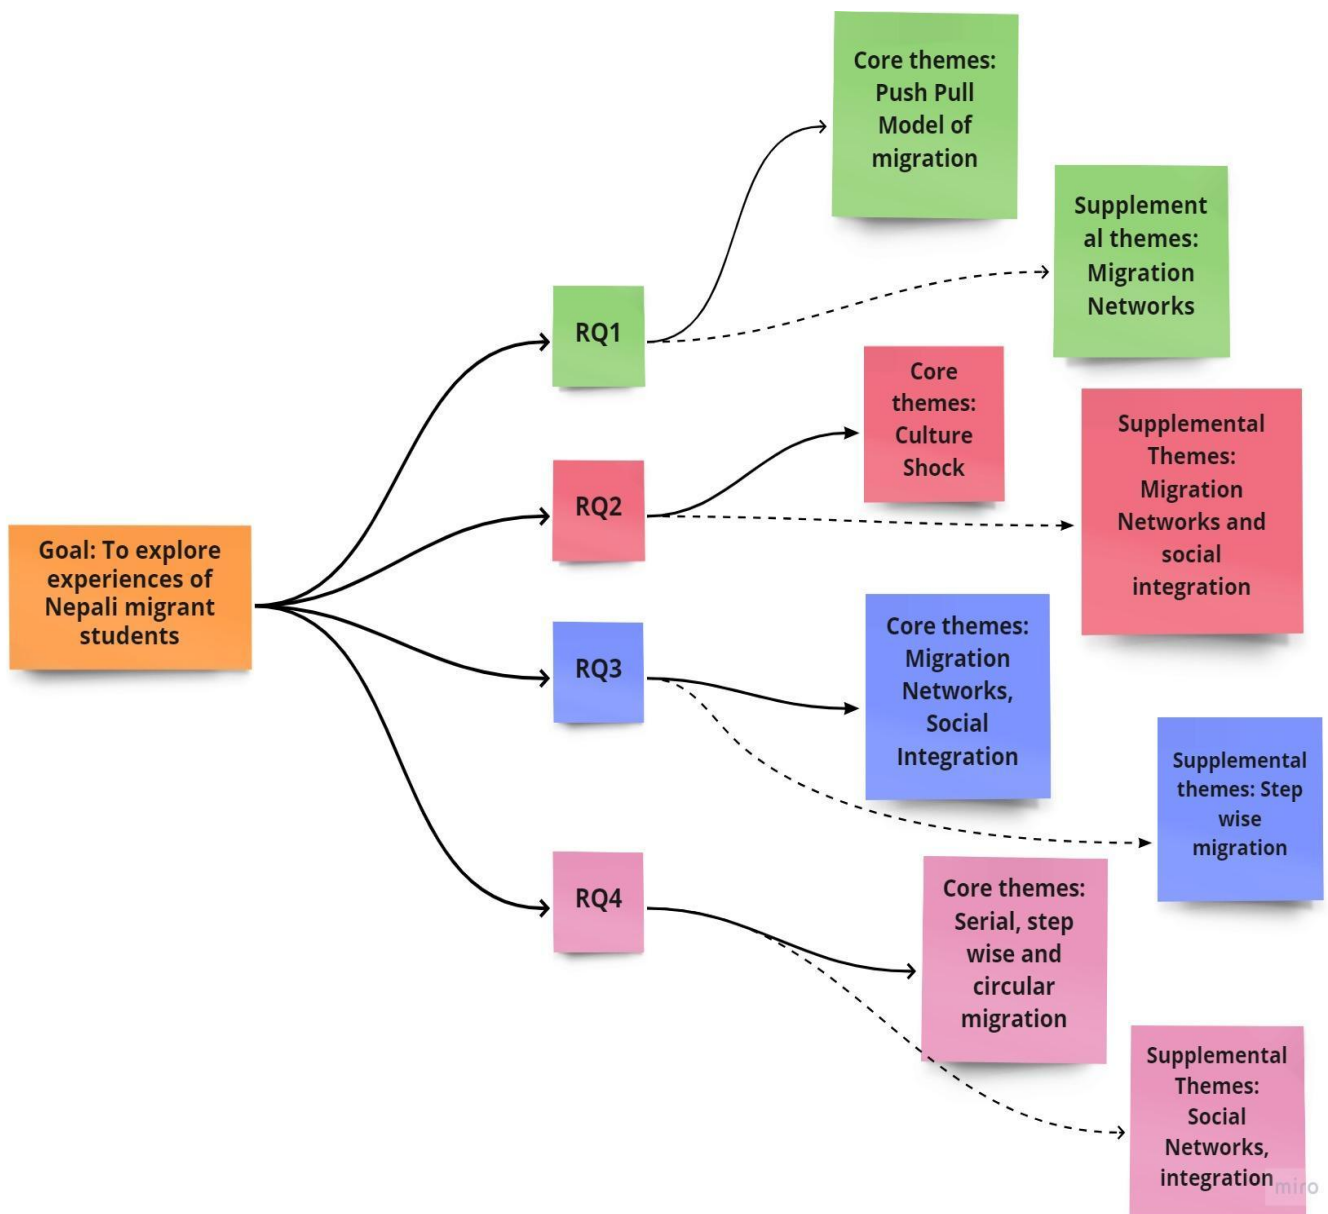 Goal: To explore
experiences of
Nepali migrant
students
RQ1
Core themes:
Push Pull
Model of
migration
Supplement
al themes:
Migration
Networks
RQ2
Core
themes:
Culture
Shock
Supplemental
Themes:
Migration
Networks and
social
integration
RQ3
Core themes:
Migration
Networks,
Social
Integration
Supplemental
themes: Step
wise
migration
RQ4
Core themes:
Serial, step
wise and
circular
migration
Supplemental
Themes:
Social
Networks,
integration
miro